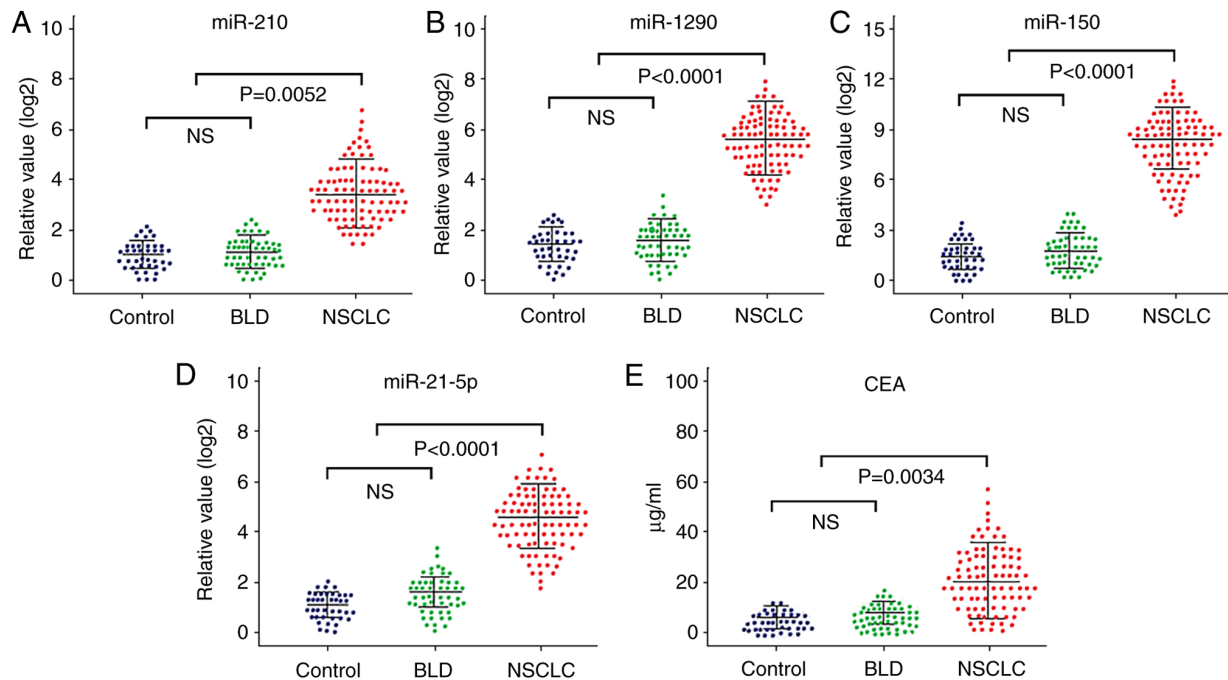 A
miR-210
Relative value (log2)
10
8
6
4
2
0
P=0.0052
NS
Control BLD NSCLC
B
miR-1290
Relative value (log2)
10
8
6
4
2
0
P<0.0001
NS
Control BLD NSCLC
C
miR-150
Relative value (log2)
15
12
9
6
3
0
P<0.0001
NS
Control BLD NSCLC
D
miR-21-5p
Relative value (log2)
10
8
6
4
2
0
P<0.0001
NS
Control BLD NSCLC
E
CEA
µg/ml
100
80
60
40
20
0
P=0.0034
NS
Control BLD NSCLC